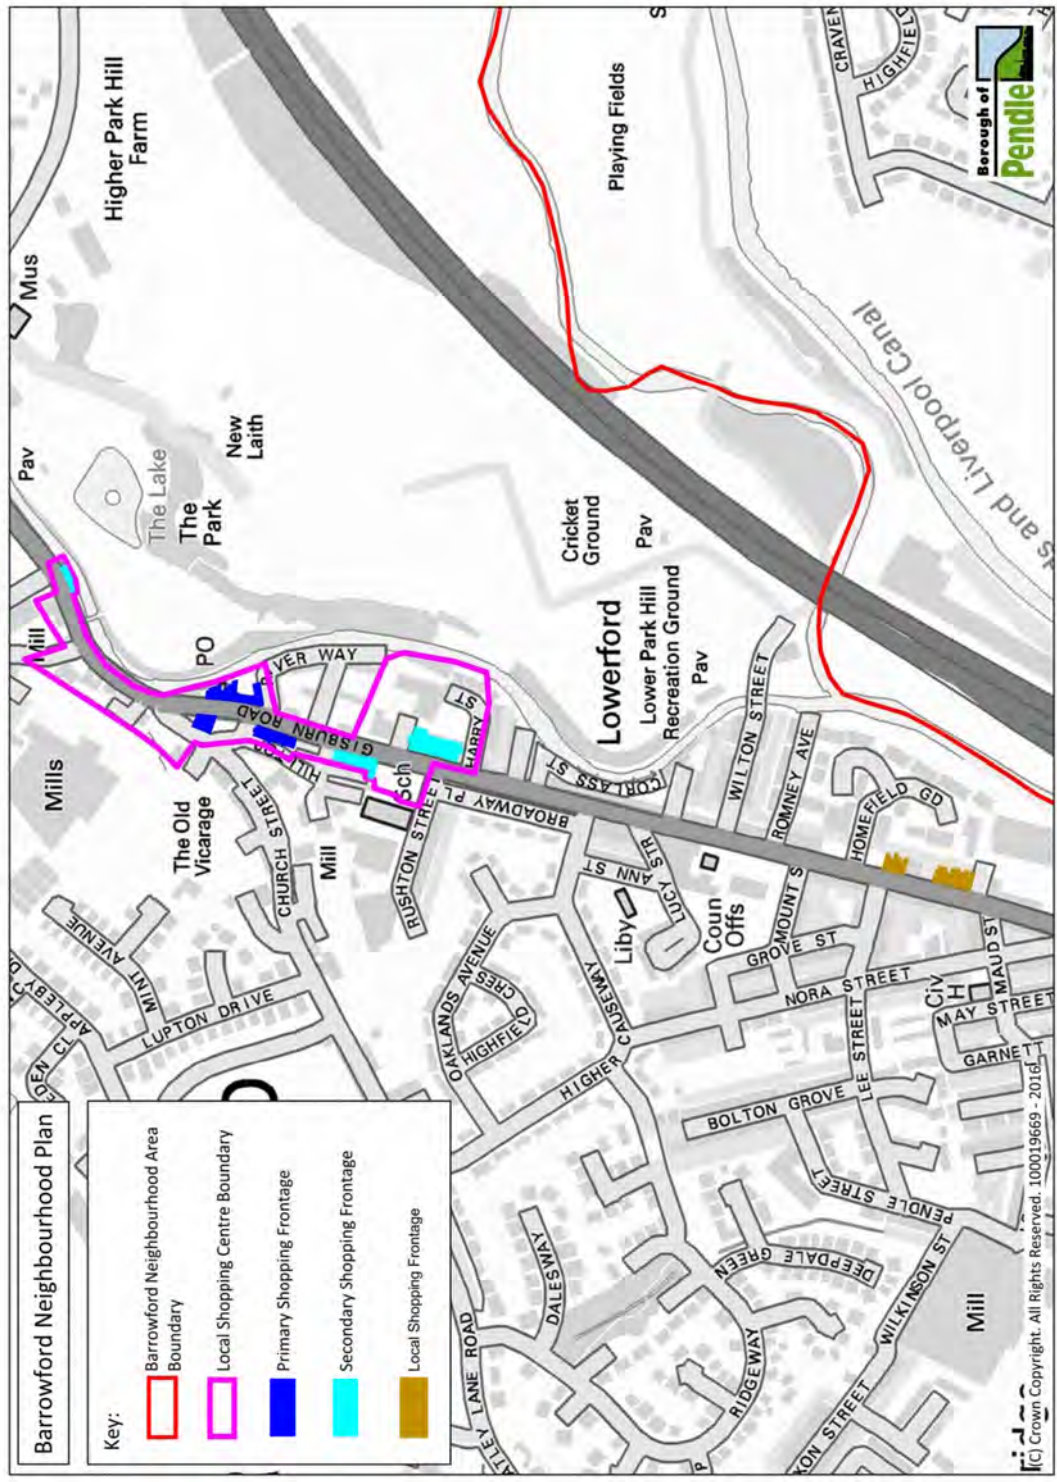 Barrowford Neighbourhood Plan
Key:
Barrowford Neighbourhood Area
Boundary
Local Shopping Centre Boundary
Primary Shopping Frontage
Secondary Shopping Frontage
Local Shopping Frontage
Borough of
Pendle
(C) Crown Copyright. All Rights Reserved. 100019669 - 2016
Mills
Mill
The Old
Vicarage
Mill
Mill
Pav
Mus
Higher Park Hill
Farm
The Lake
The
Park
New
Laith
PO
Cricket
Ground
Pav
Lowerford
Lower Park Hill
Recreation Ground
Pav
Playing Fields
and Liverpool Canal
Liby
Coun
Offs
Civ
H
Sch
GISBURN ROAD
CHURCH STREET
RUSHTON STREET
BROADWAY PL
HARRY ST
CORLASS ST
WILTON STREET
ROMNEY AVE
HOMEFIELD GD
LUCY STR
ANN ST
MOUNT S
GROVE ST
NORA STREET
LEE STREET
MAUD ST
MAY STREET
GARNETT
BOLTON GROVE
PENDLE STREET
HIGHER CAUSEWAY
OAKLANDS AVENUE
HIGHFIELD CRES
LUPTON DRIVE
MINT AVENUE
APPLEBY D
EDEN CL
DALESWAY
DEEPDALE GREEN
RIDGEWAY
WILKINSON ST
KON STREET
ATLEY LANE ROAD
CRAVEN
HIGHFIELD
VER WAY